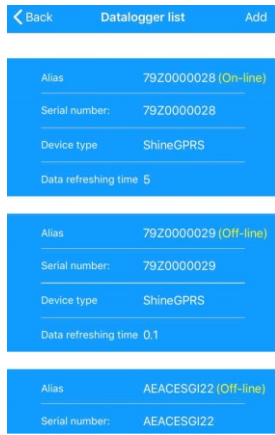 Back Datalogger list Add
Alias 79Z0000028 (On-line)
Serial number: 79Z0000028
Device type ShineGPRS
Data refreshing time 5
Alias 79Z0000029 (Off-line)
Serial number: 79Z0000029
Device type ShineGPRS
Data refreshing time 0.1
Alias AEACESGI22 (Off-line)
Serial number: AEACESGI22